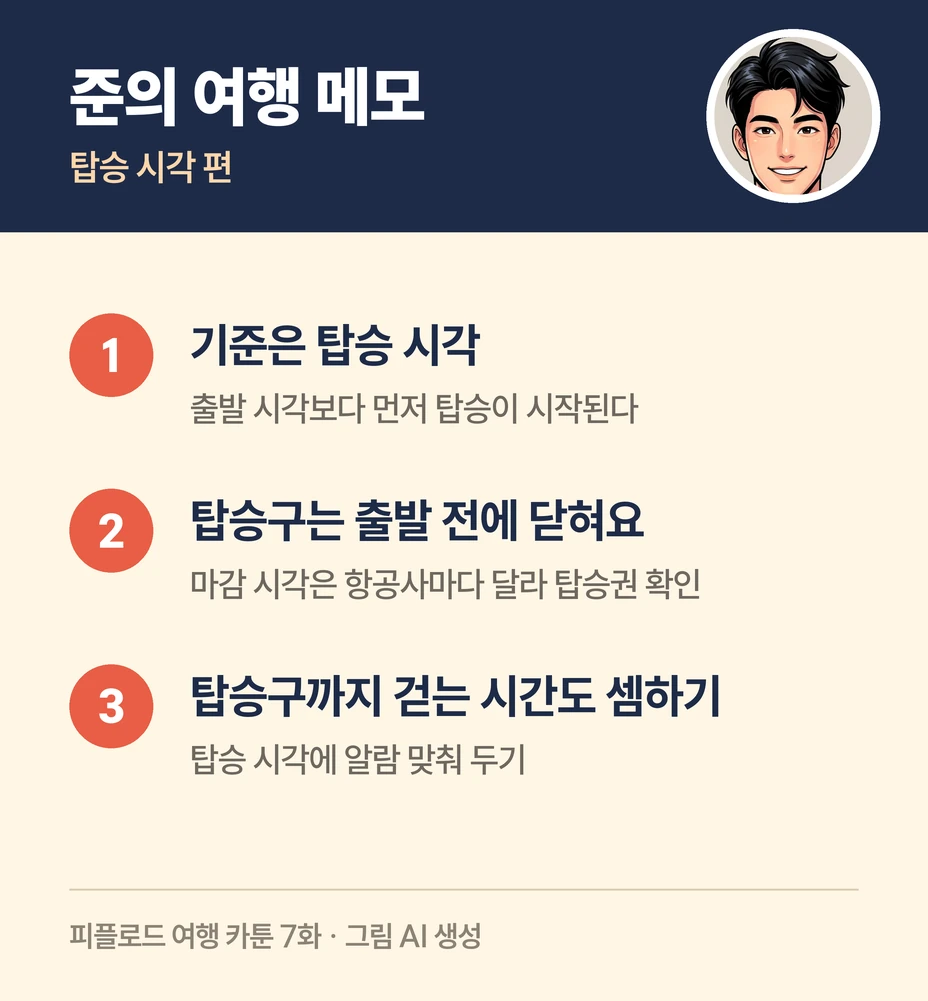 준의 여행 메모
탑승 시각 편
1
기준은 탑승 시각
출발 시각보다 먼저 탑승이 시작된다
2
탑승구는 출발 전에 닫혀요
마감 시각은 항공사마다 달라 탑승권 확인
3
탑승구까지 걷는 시간도 셈하기
탑승 시각에 알람 맞춰 두기
피플로드 여행 카툰 7화 · 그림 AI 생성